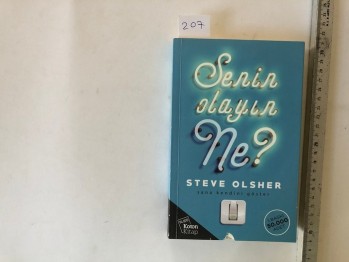 207
Senin
olayın
Ne?
STEVE OLSHER
Koton
Kitap